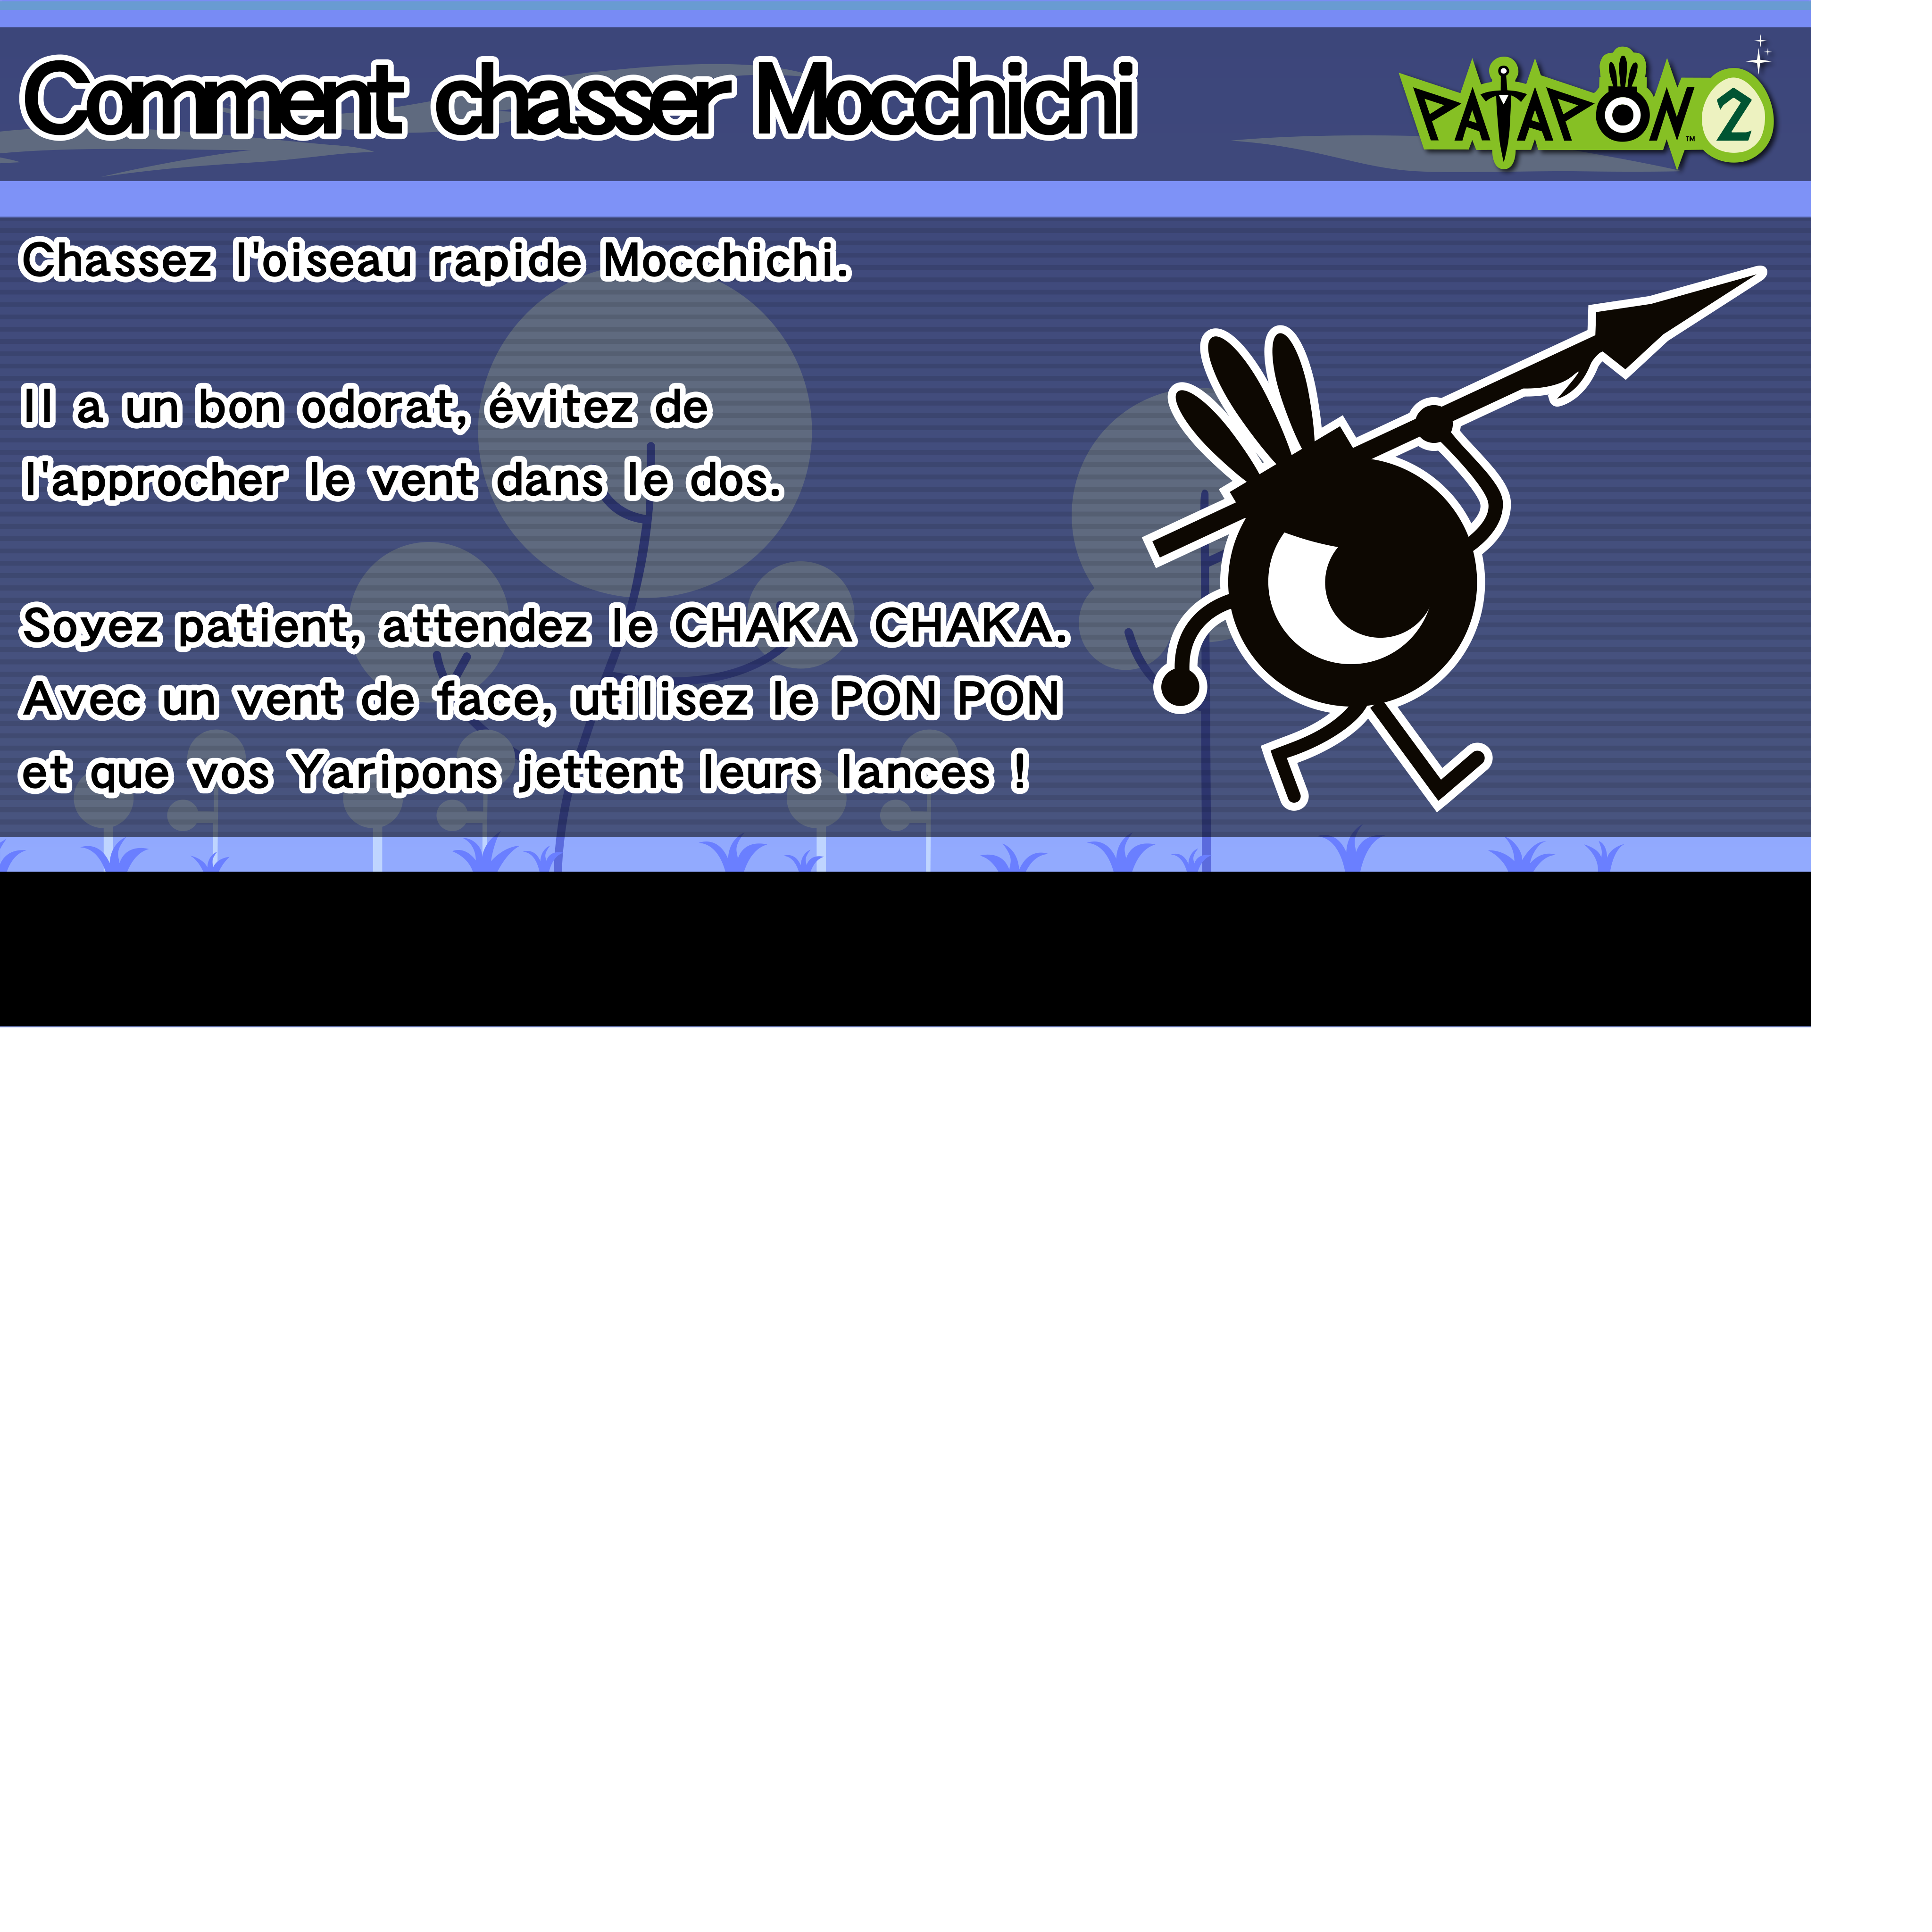 Comment chasser Mocchichi
PATAPON™ 2
Chassez l'oiseau rapide Mocchichi.
Il a un bon odorat, évitez de
l'approcher le vent dans le dos.
Soyez patient, attendez le CHAKA CHAKA.
Avec un vent de face, utilisez le PON PON
et que vos Yaripons jettent leurs lances !